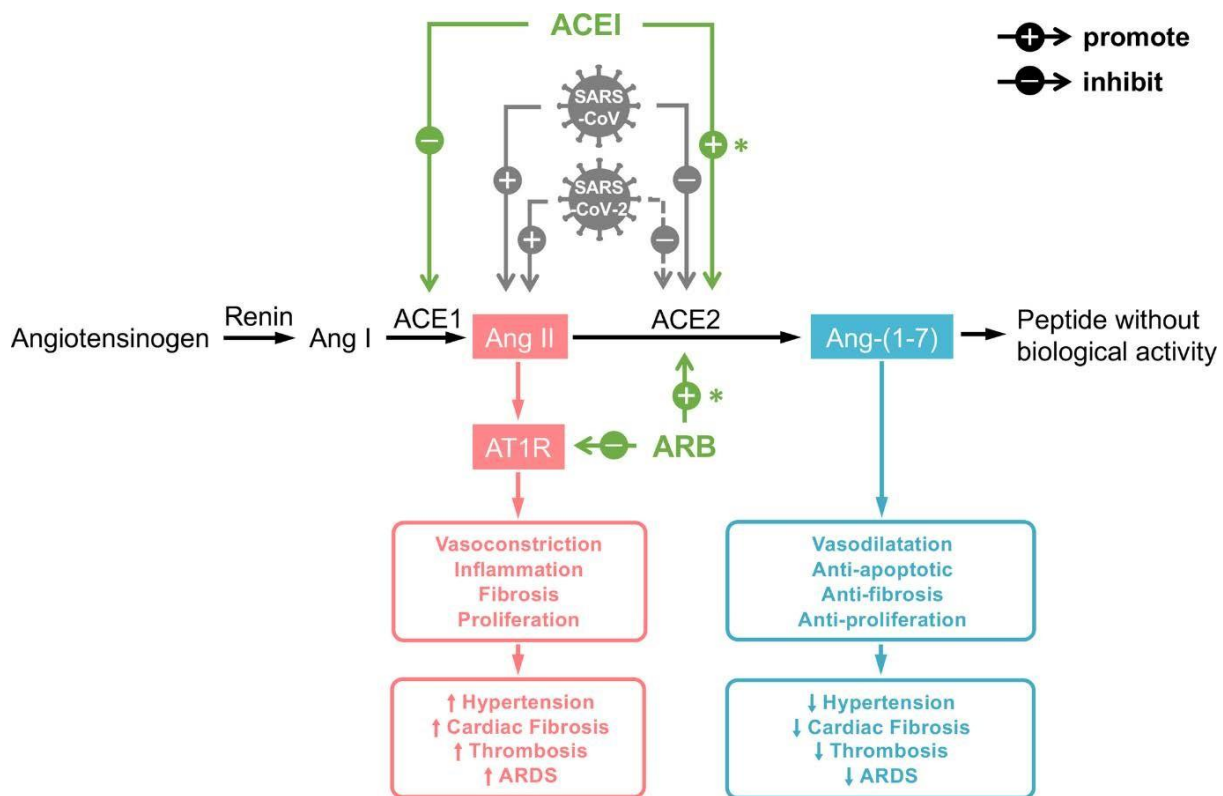 ACEI
promote
inhibit
SARS
-CoV
*
SARS
-CoV-2
Angiotensinogen
Renin
Ang I
ACE1
Ang II
ACE2
Ang-(1-7)
Peptide without
biological activity
*
AT1R
ARB
Vasoconstriction
Inflammation
Fibrosis
Proliferation
Vasodilatation
Anti-apoptotic
Anti-fibrosis
Anti-proliferation
↑ Hypertension
↑ Cardiac Fibrosis
↑ Thrombosis
↑ ARDS
↓ Hypertension
↓ Cardiac Fibrosis
↓ Thrombosis
↓ ARDS